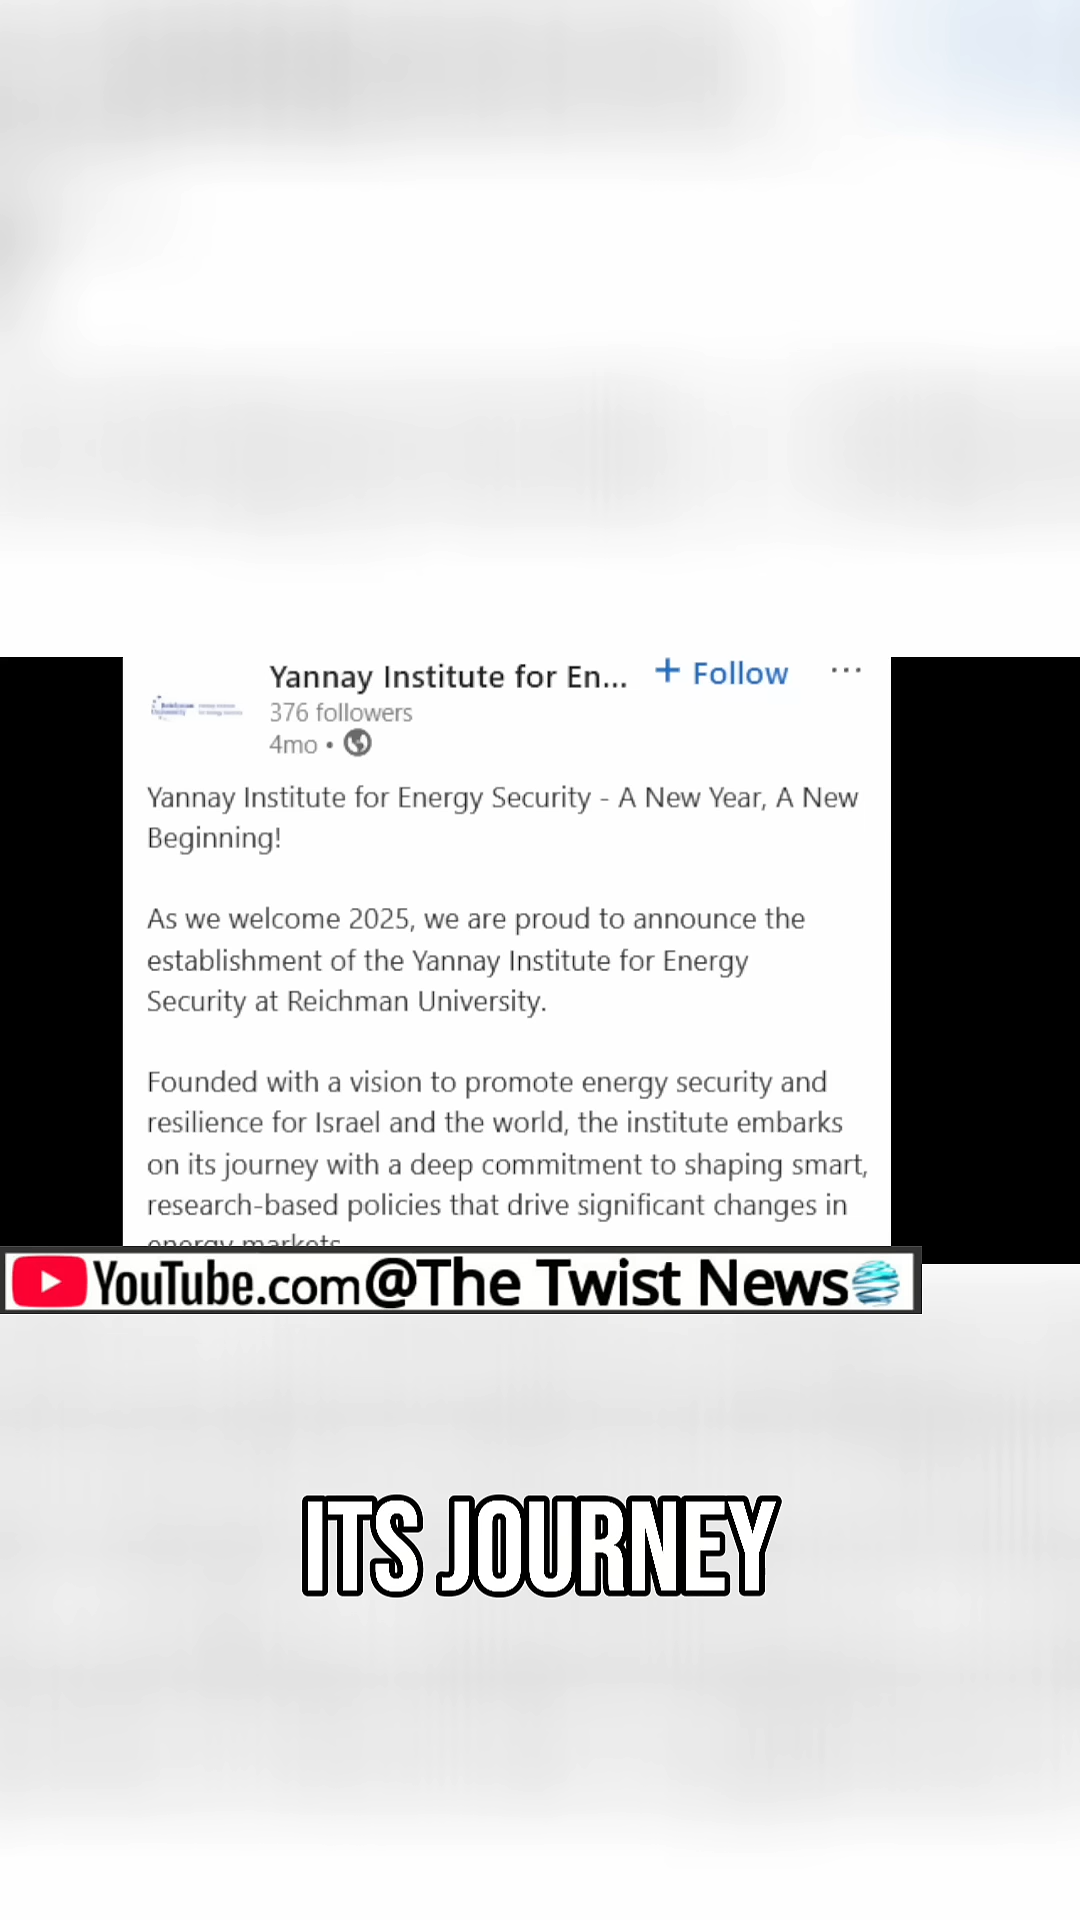 Yannay Institute for En... + Follow ...
376 followers
4mo •
Yannay Institute for Energy Security - A New Year, A New
Beginning!
As we welcome 2025, we are proud to announce the
establishment of the Yannay Institute for Energy
Security at Reichman University.
Founded with a vision to promote energy security and
resilience for Israel and the world, the institute embarks
on its journey with a deep commitment to shaping smart,
research-based policies that drive significant changes in
energy markets
YouTube.com@The Twist News
ITS JOURNEY